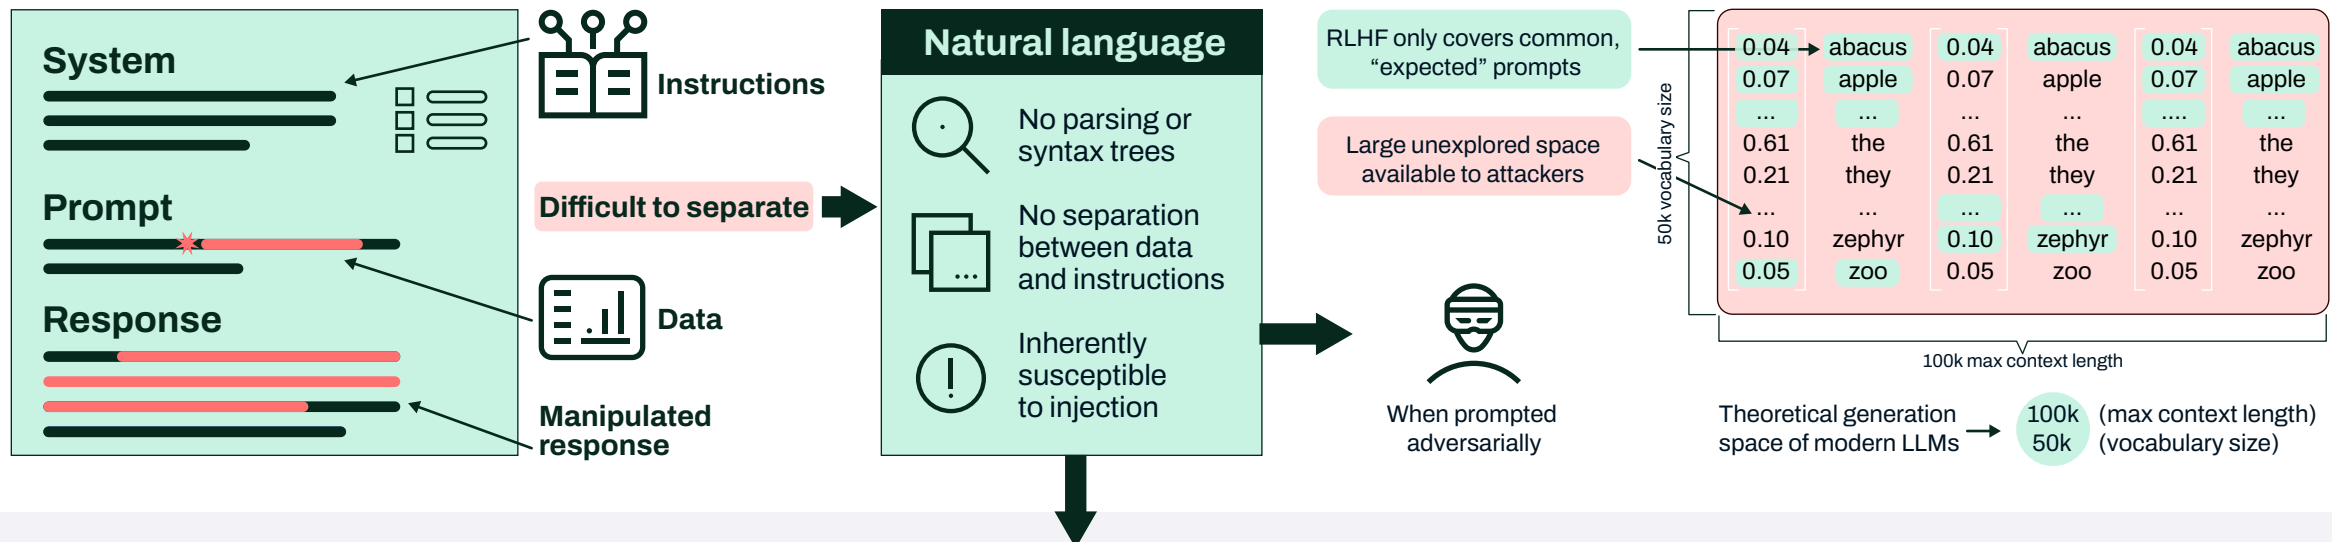 System
Prompt
Response
Instructions
Difficult to separate
Data
Manipulated
response
Natural language
No parsing or
syntax trees
No separation
between data
and instructions
Inherently
susceptible
to injection
RLHF only covers common,
“expected” prompts
Large unexplored space
available to attackers
When prompted
adversarially
50k vocabulary size
0.04 abacus 0.04 abacus 0.04 abacus
0.07 apple 0.07 apple 0.07 apple
... ... ... ... .... ...
0.61 the 0.61 the 0.61 the
0.21 they 0.21 they 0.21 they
... ... ... ... ... ...
0.10 zephyr 0.10 zephyr 0.10 zephyr
0.05 zoo 0.05 zoo 0.05 zoo
100k max context length
Theoretical generation
space of modern LLMs
100k (max context length)
50k (vocabulary size)